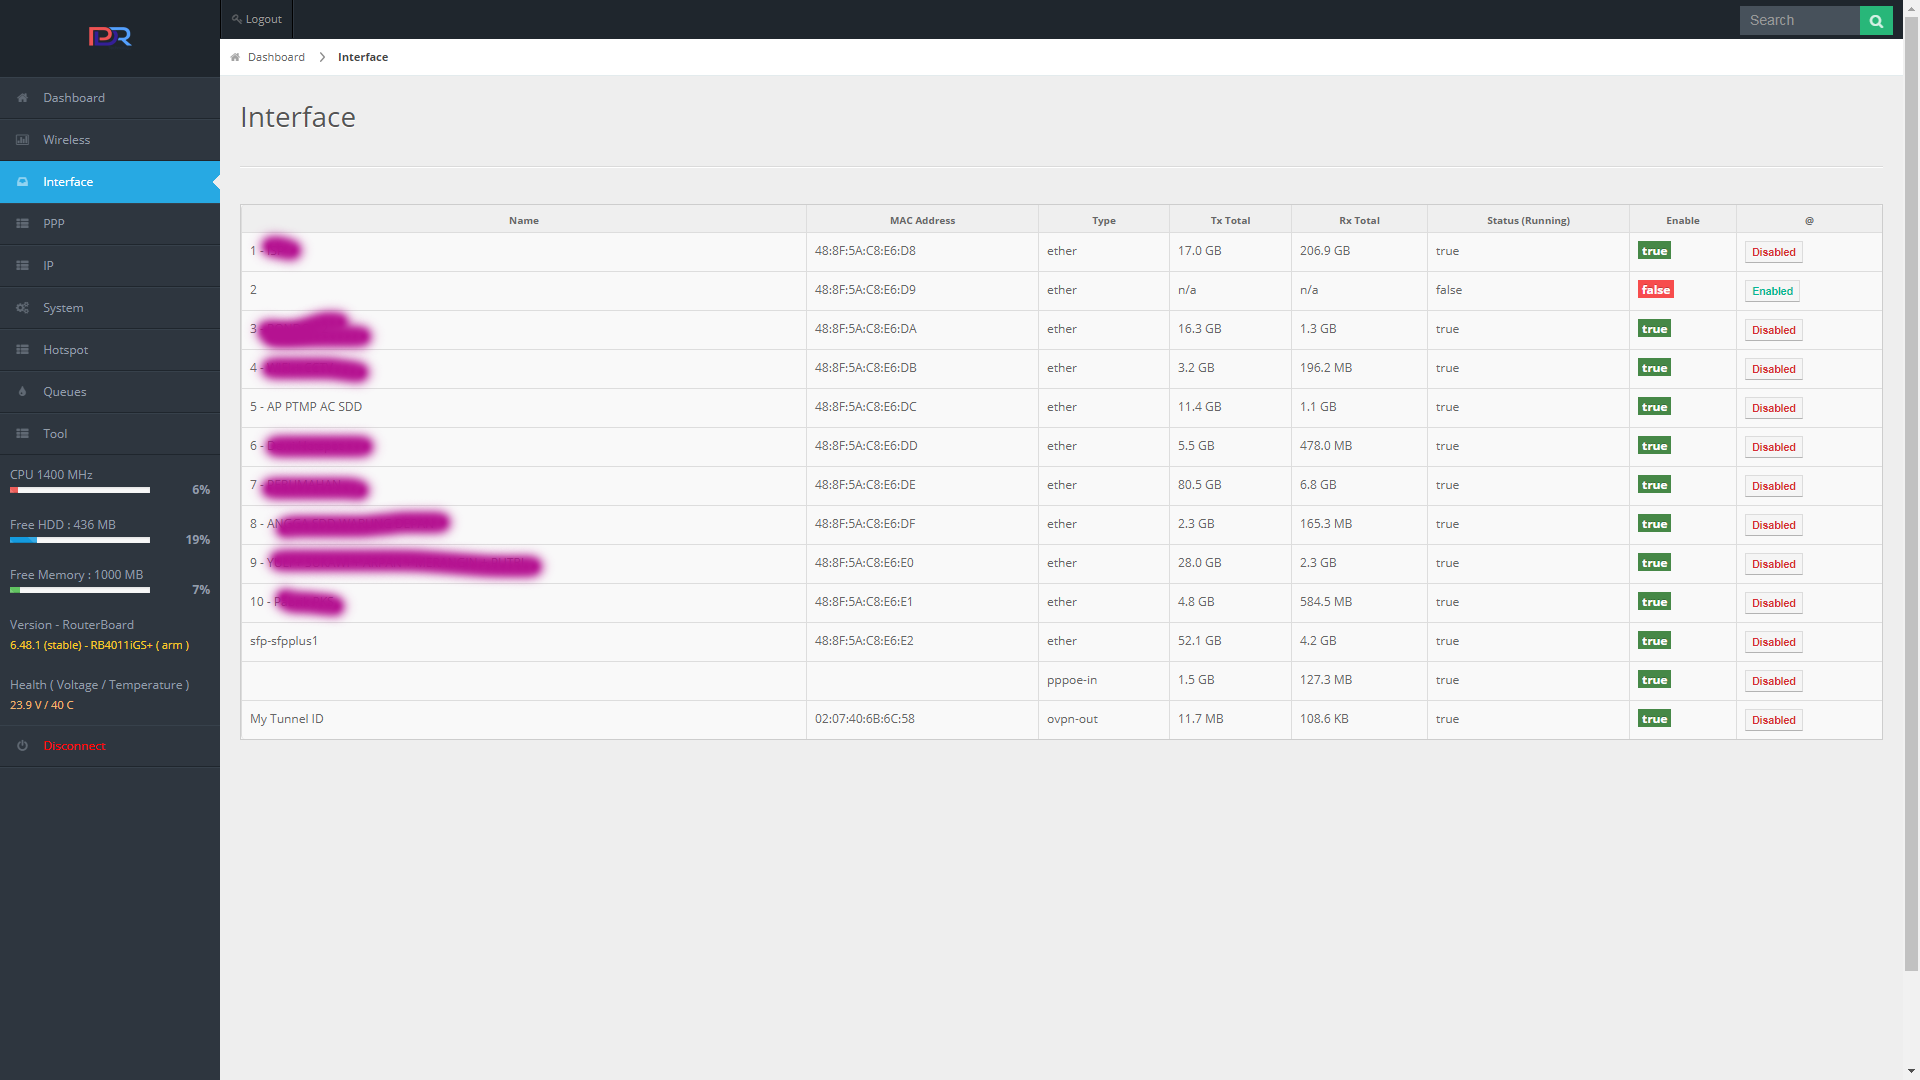 PDR
Logout
Search
Dashboard
Interface
Dashboard
Wireless
Interface
PPP
IP
System
Hotspot
Queues
Tool
CPU 1400 MHz
6%
Free HDD : 436 MB
19%
Free Memory : 1000 MB
7%
Version - RouterBoard
6.48.1 (stable) - RB4011iGS+ ( arm )
Health ( Voltage / Temperature )
23.9 V / 40 C
Disconnect
Interface
Name MAC Address Type Tx Total Rx Total Status (Running) Enable @
1 - 48:8F:5A:C8:E6:D8 ether 17.0 GB 206.9 GB true true Disabled
2 48:8F:5A:C8:E6:D9 ether n/a n/a false false Enabled
3 48:8F:5A:C8:E6:DA ether 16.3 GB 1.3 GB true true Disabled
4 - 48:8F:5A:C8:E6:DB ether 3.2 GB 196.2 MB true true Disabled
5 - AP PTMP AC SDD 48:8F:5A:C8:E6:DC ether 11.4 GB 1.1 GB true true Disabled
6 - 48:8F:5A:C8:E6:DD ether 5.5 GB 478.0 MB true true Disabled
7 - 48:8F:5A:C8:E6:DE ether 80.5 GB 6.8 GB true true Disabled
8 - 48:8F:5A:C8:E6:DF ether 2.3 GB 165.3 MB true true Disabled
9 - 48:8F:5A:C8:E6:E0 ether 28.0 GB 2.3 GB true true Disabled
10 - 48:8F:5A:C8:E6:E1 ether 4.8 GB 584.5 MB true true Disabled
sfp-sfpplus1 48:8F:5A:C8:E6:E2 ether 52.1 GB 4.2 GB true true Disabled
pppoe-in 1.5 GB 127.3 MB true true Disabled
My Tunnel ID 02:07:40:6B:6C:58 ovpn-out 11.7 MB 108.6 KB true true Disabled